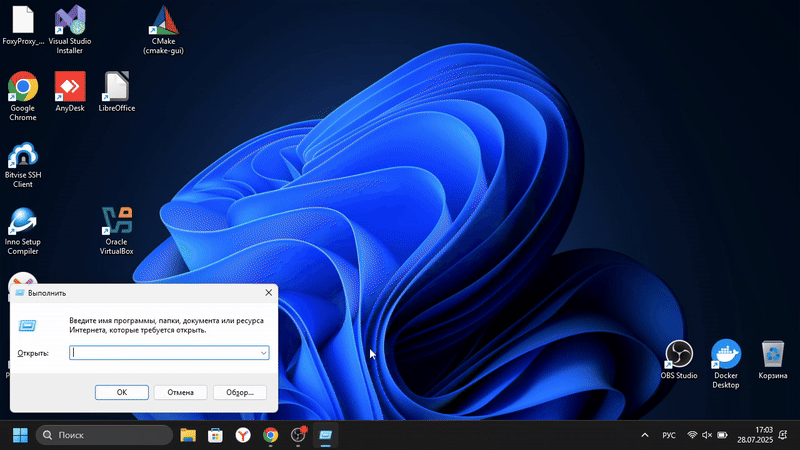 FoxyProxy_...
Visual Studio
Installer
CMake
(cmake-gui)
Google
Chrome
AnyDesk
LibreOffice
Bitvise SSH
Client
Inno Setup
Compiler
Oracle
VirtualBox
Выполнить
Введите имя программы, папки, документа или ресурса
Интернета, которые требуется открыть.
Открыть:
ОК
Отмена
Обзор...
OBS Studio
Docker
Desktop
Корзина
Поиск
РУС
17:03
28.07.2025